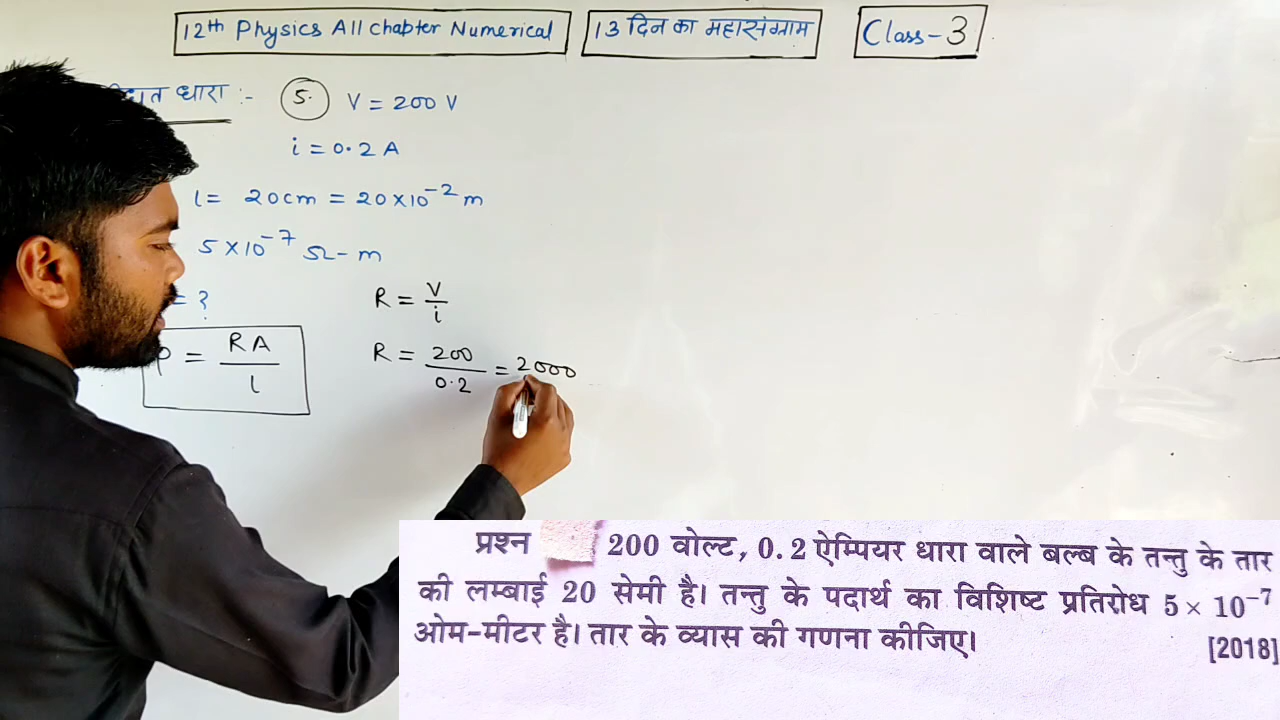 12th Physics All chapter Numerical 13 दिन का महासंग्राम Class-3
धारा :- 5. V = 200 V
i = 0.2 A
l = 20cm = 20×10⁻² m
5×10⁻⁷ Ω-m
= ? R = V/i
ρ = RA/l R = 200/0.2 = 2000
प्रश्न 200 वोल्ट, 0.2 ऐम्पियर धारा वाले बल्ब के तन्तु के तार
की लम्बाई 20 सेमी है। तन्तु के पदार्थ का विशिष्ट प्रतिरोध 5 × 10⁻⁷
ओम-मीटर है। तार के व्यास की गणना कीजिए। [2018]